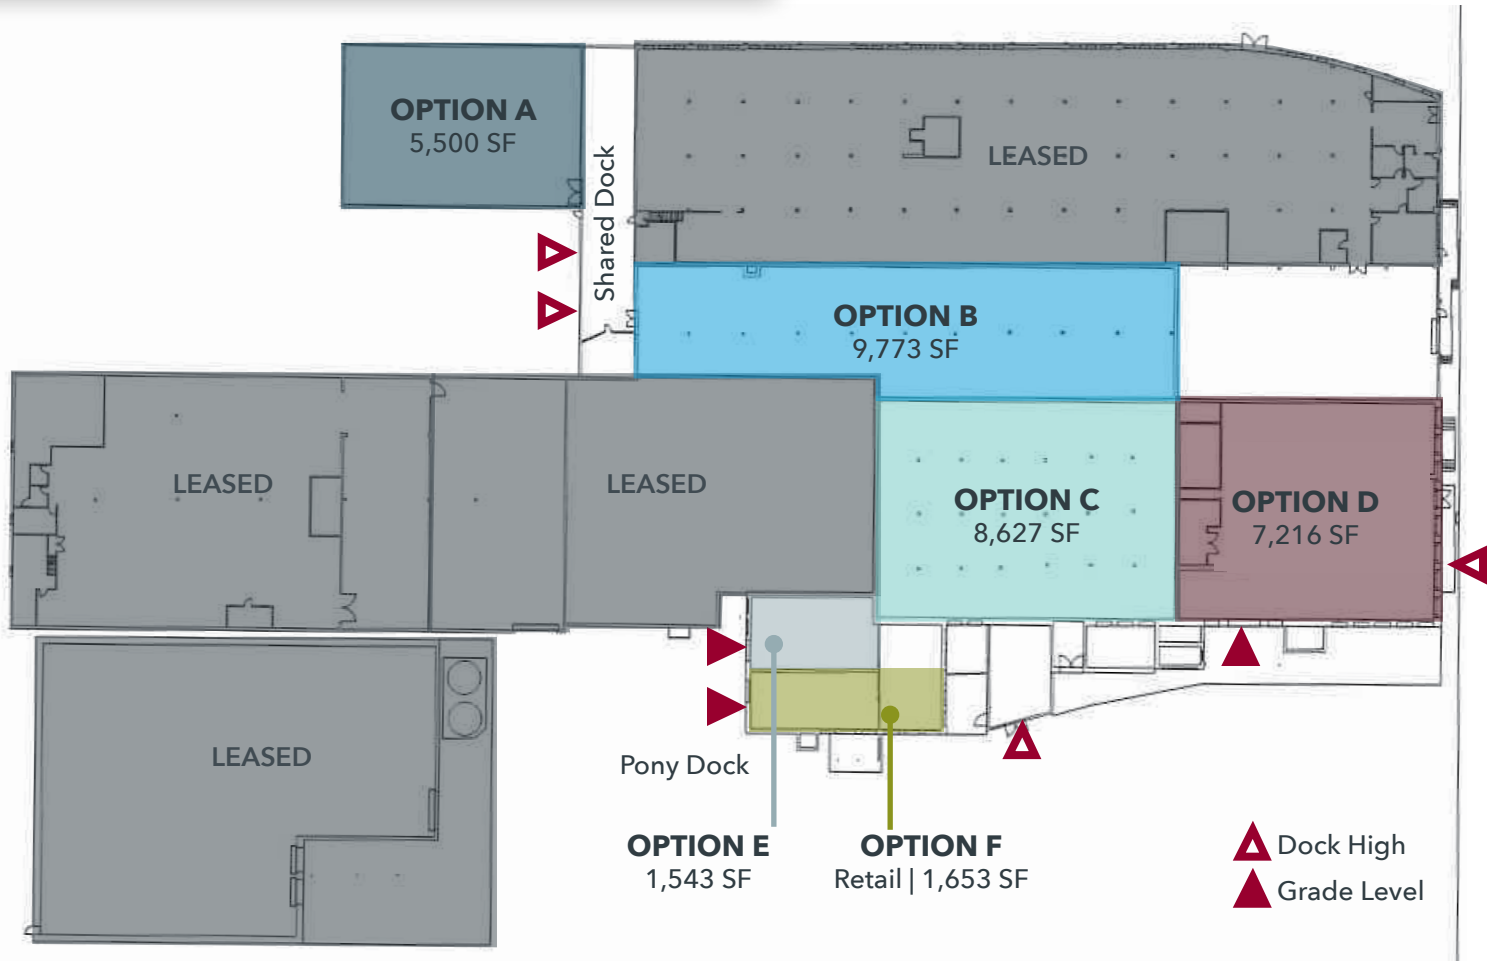 OPTION A
5,500 SF
Shared Dock
LEASED
OPTION B
9,773 SF
LEASED
LEASED
OPTION C
8,627 SF
OPTION D
7,216 SF
LEASED
Pony Dock
OPTION E
1,543 SF
OPTION F
Retail | 1,653 SF
Dock High
Grade Level